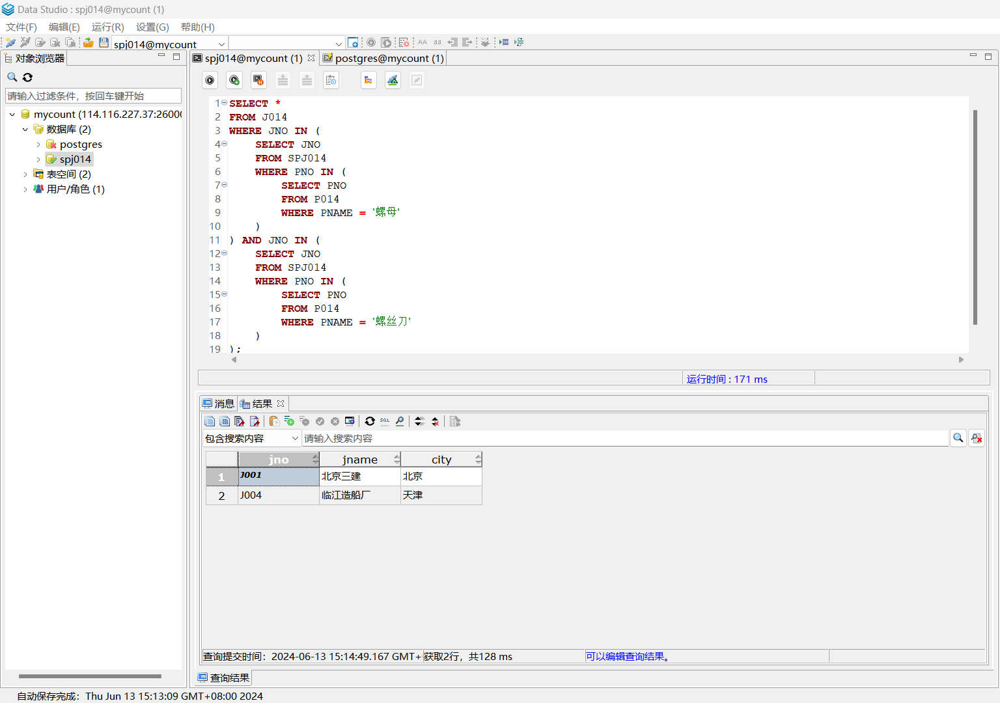 Data Studio : spj014@mycount (1)
文件(F) 编辑(E) 运行(R) 设置(G) 帮助(H)
spj014@mycount
AA aa
对象浏览器
请输入过滤条件，按回车键开始
mycount (114.116.227.37:26000
数据库 (2)
postgres
spj014
表空间 (2)
用户/角色 (1)
spj014@mycount (1) postgres@mycount (1)
1 SELECT *
2 FROM J014
3 WHERE JNO IN (
4 SELECT JNO
5 FROM SPJ014
6 WHERE PNO IN (
7 SELECT PNO
8 FROM P014
9 WHERE PNAME = '螺母'
10 )
11 ) AND JNO IN (
12 SELECT JNO
13 FROM SPJ014
14 WHERE PNO IN (
15 SELECT PNO
16 FROM P014
17 WHERE PNAME = '螺丝刀'
18 )
19 );
运行时间 : 171 ms
消息 结果
SQL
包含搜索内容 请输入搜索内容
jno jname city
1 J001 北京三建 北京
2 J004 临江造船厂 天津
查询提交时间：2024-06-13 15:14:49.167 GMT+ 获取2行，共128 ms 可以编辑查询结果。
查询结果
自动保存完成：Thu Jun 13 15:13:09 GMT+08:00 2024